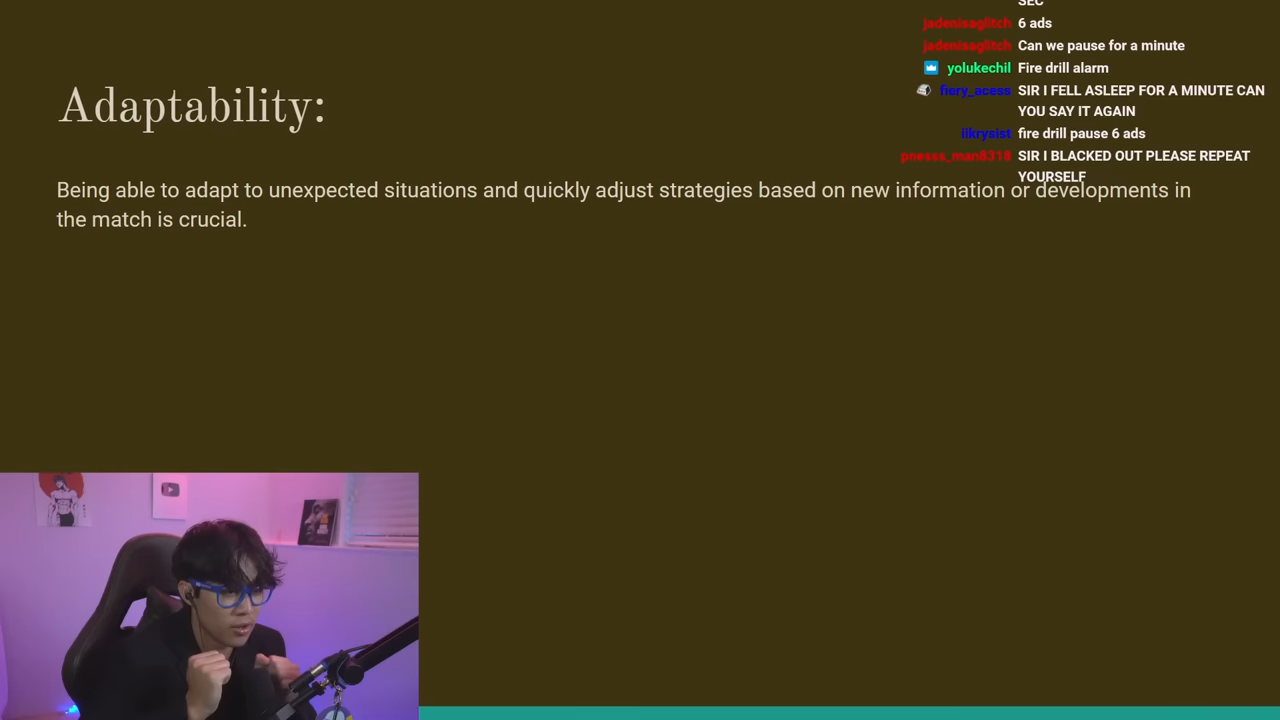 SEC
jadenisaglitch 6 ads
jadenisaglitch Can we pause for a minute
yolukechil Fire drill alarm
fiery_acess SIR I FELL ASLEEP FOR A MINUTE CAN
YOU SAY IT AGAIN
iikrysist fire drill pause 6 ads
pnesss_man8318 SIR I BLACKED OUT PLEASE REPEAT
YOURSELF
Adaptability:
Being able to adapt to unexpected situations and quickly adjust strategies based on new information or developments in
the match is crucial.